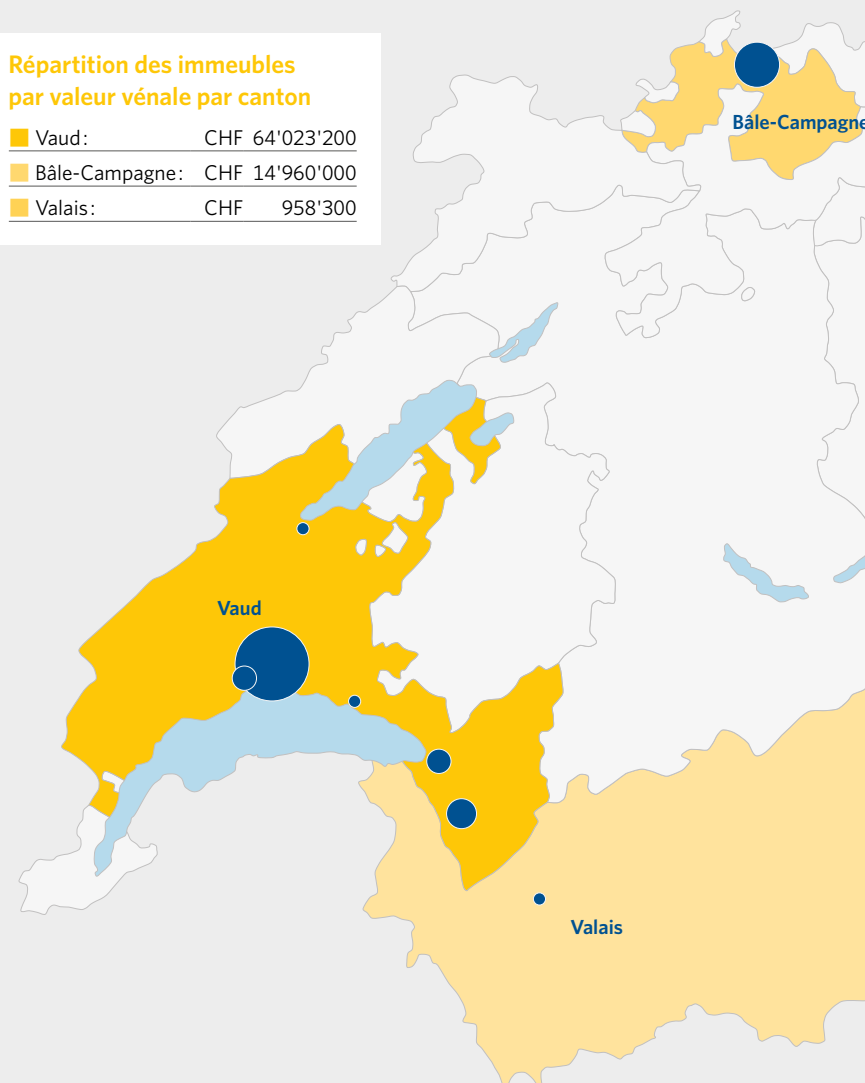 Répartition des immeubles
par valeur vénale par canton
Vaud: CHF 64'023'200
Bâle-Campagne: CHF 14'960'000
Valais: CHF 958'300
Bâle-Campagne
Vaud
Valais